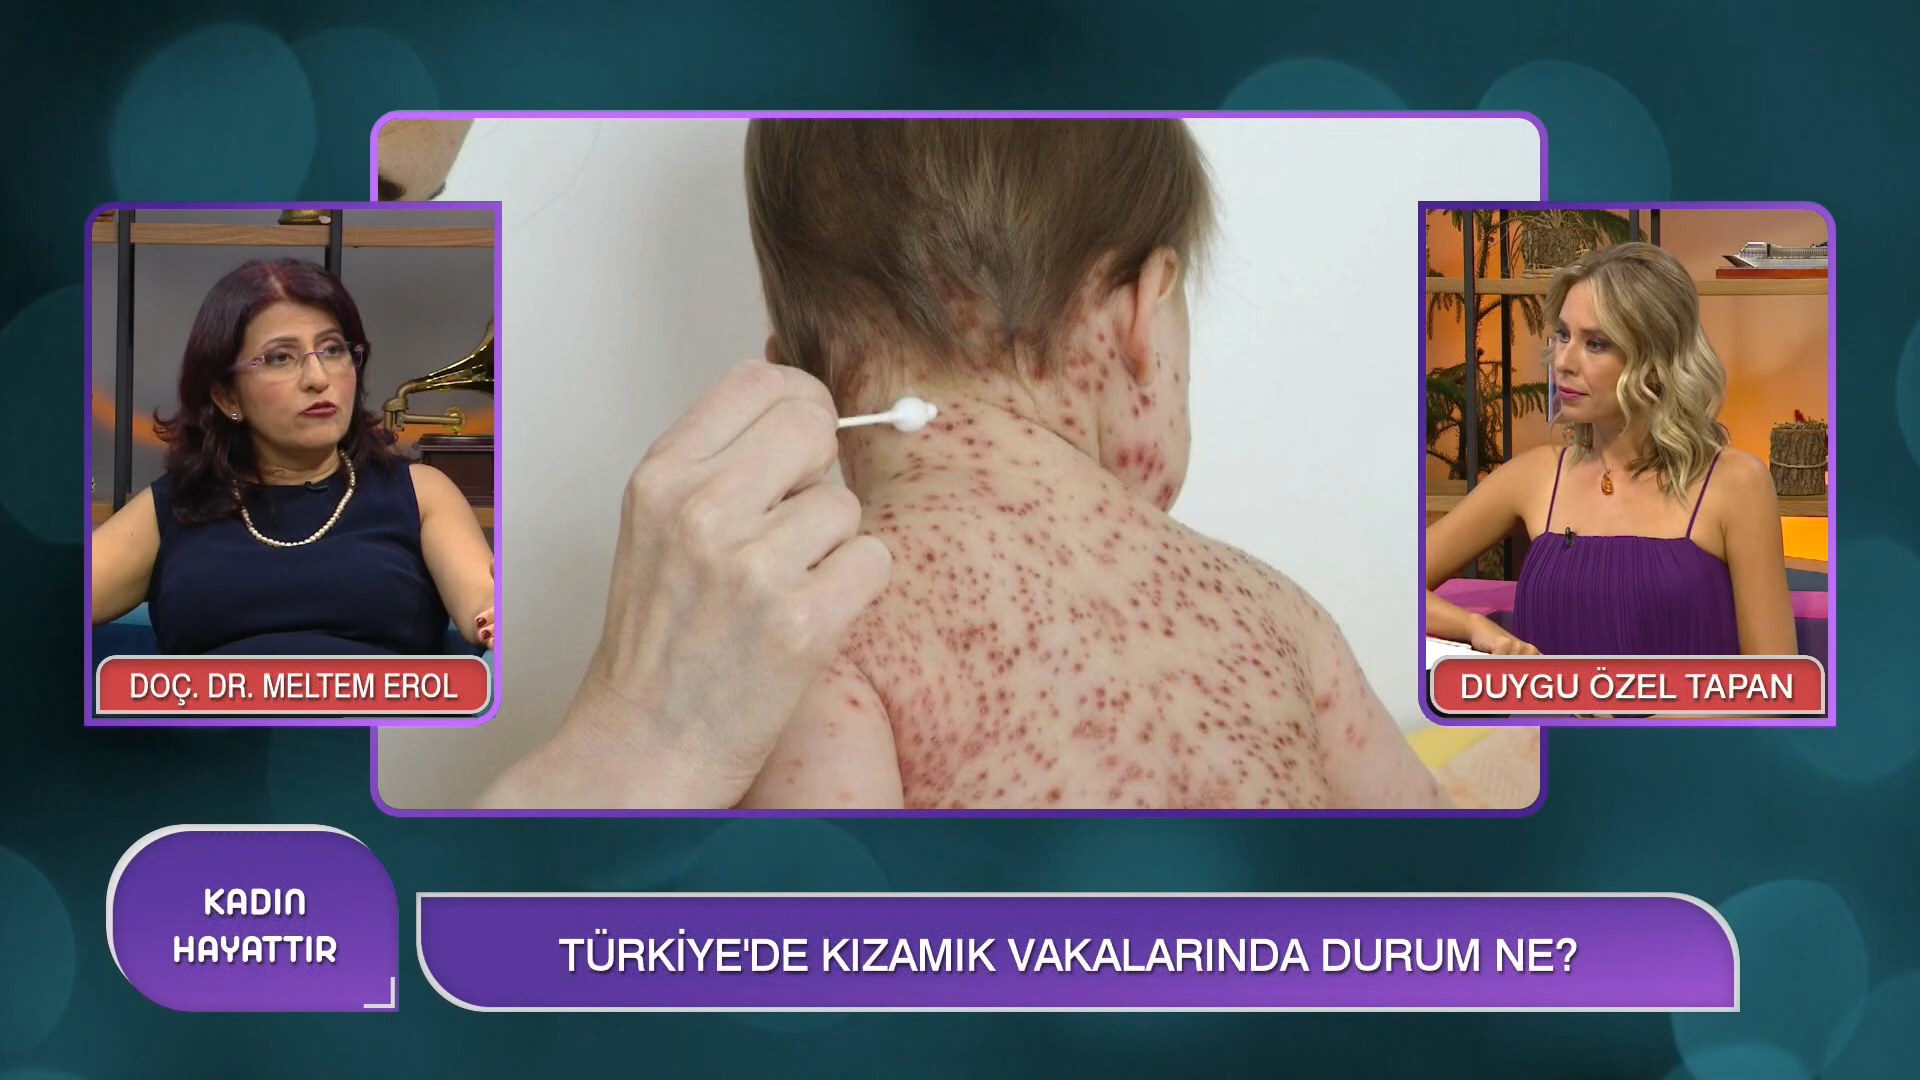 DOÇ. DR. MELTEM EROL
DUYGU ÖZEL TAPAN
KADIN
HAYATTIR
TÜRKİYE'DE KIZAMIK VAKALARINDA DURUM NE?